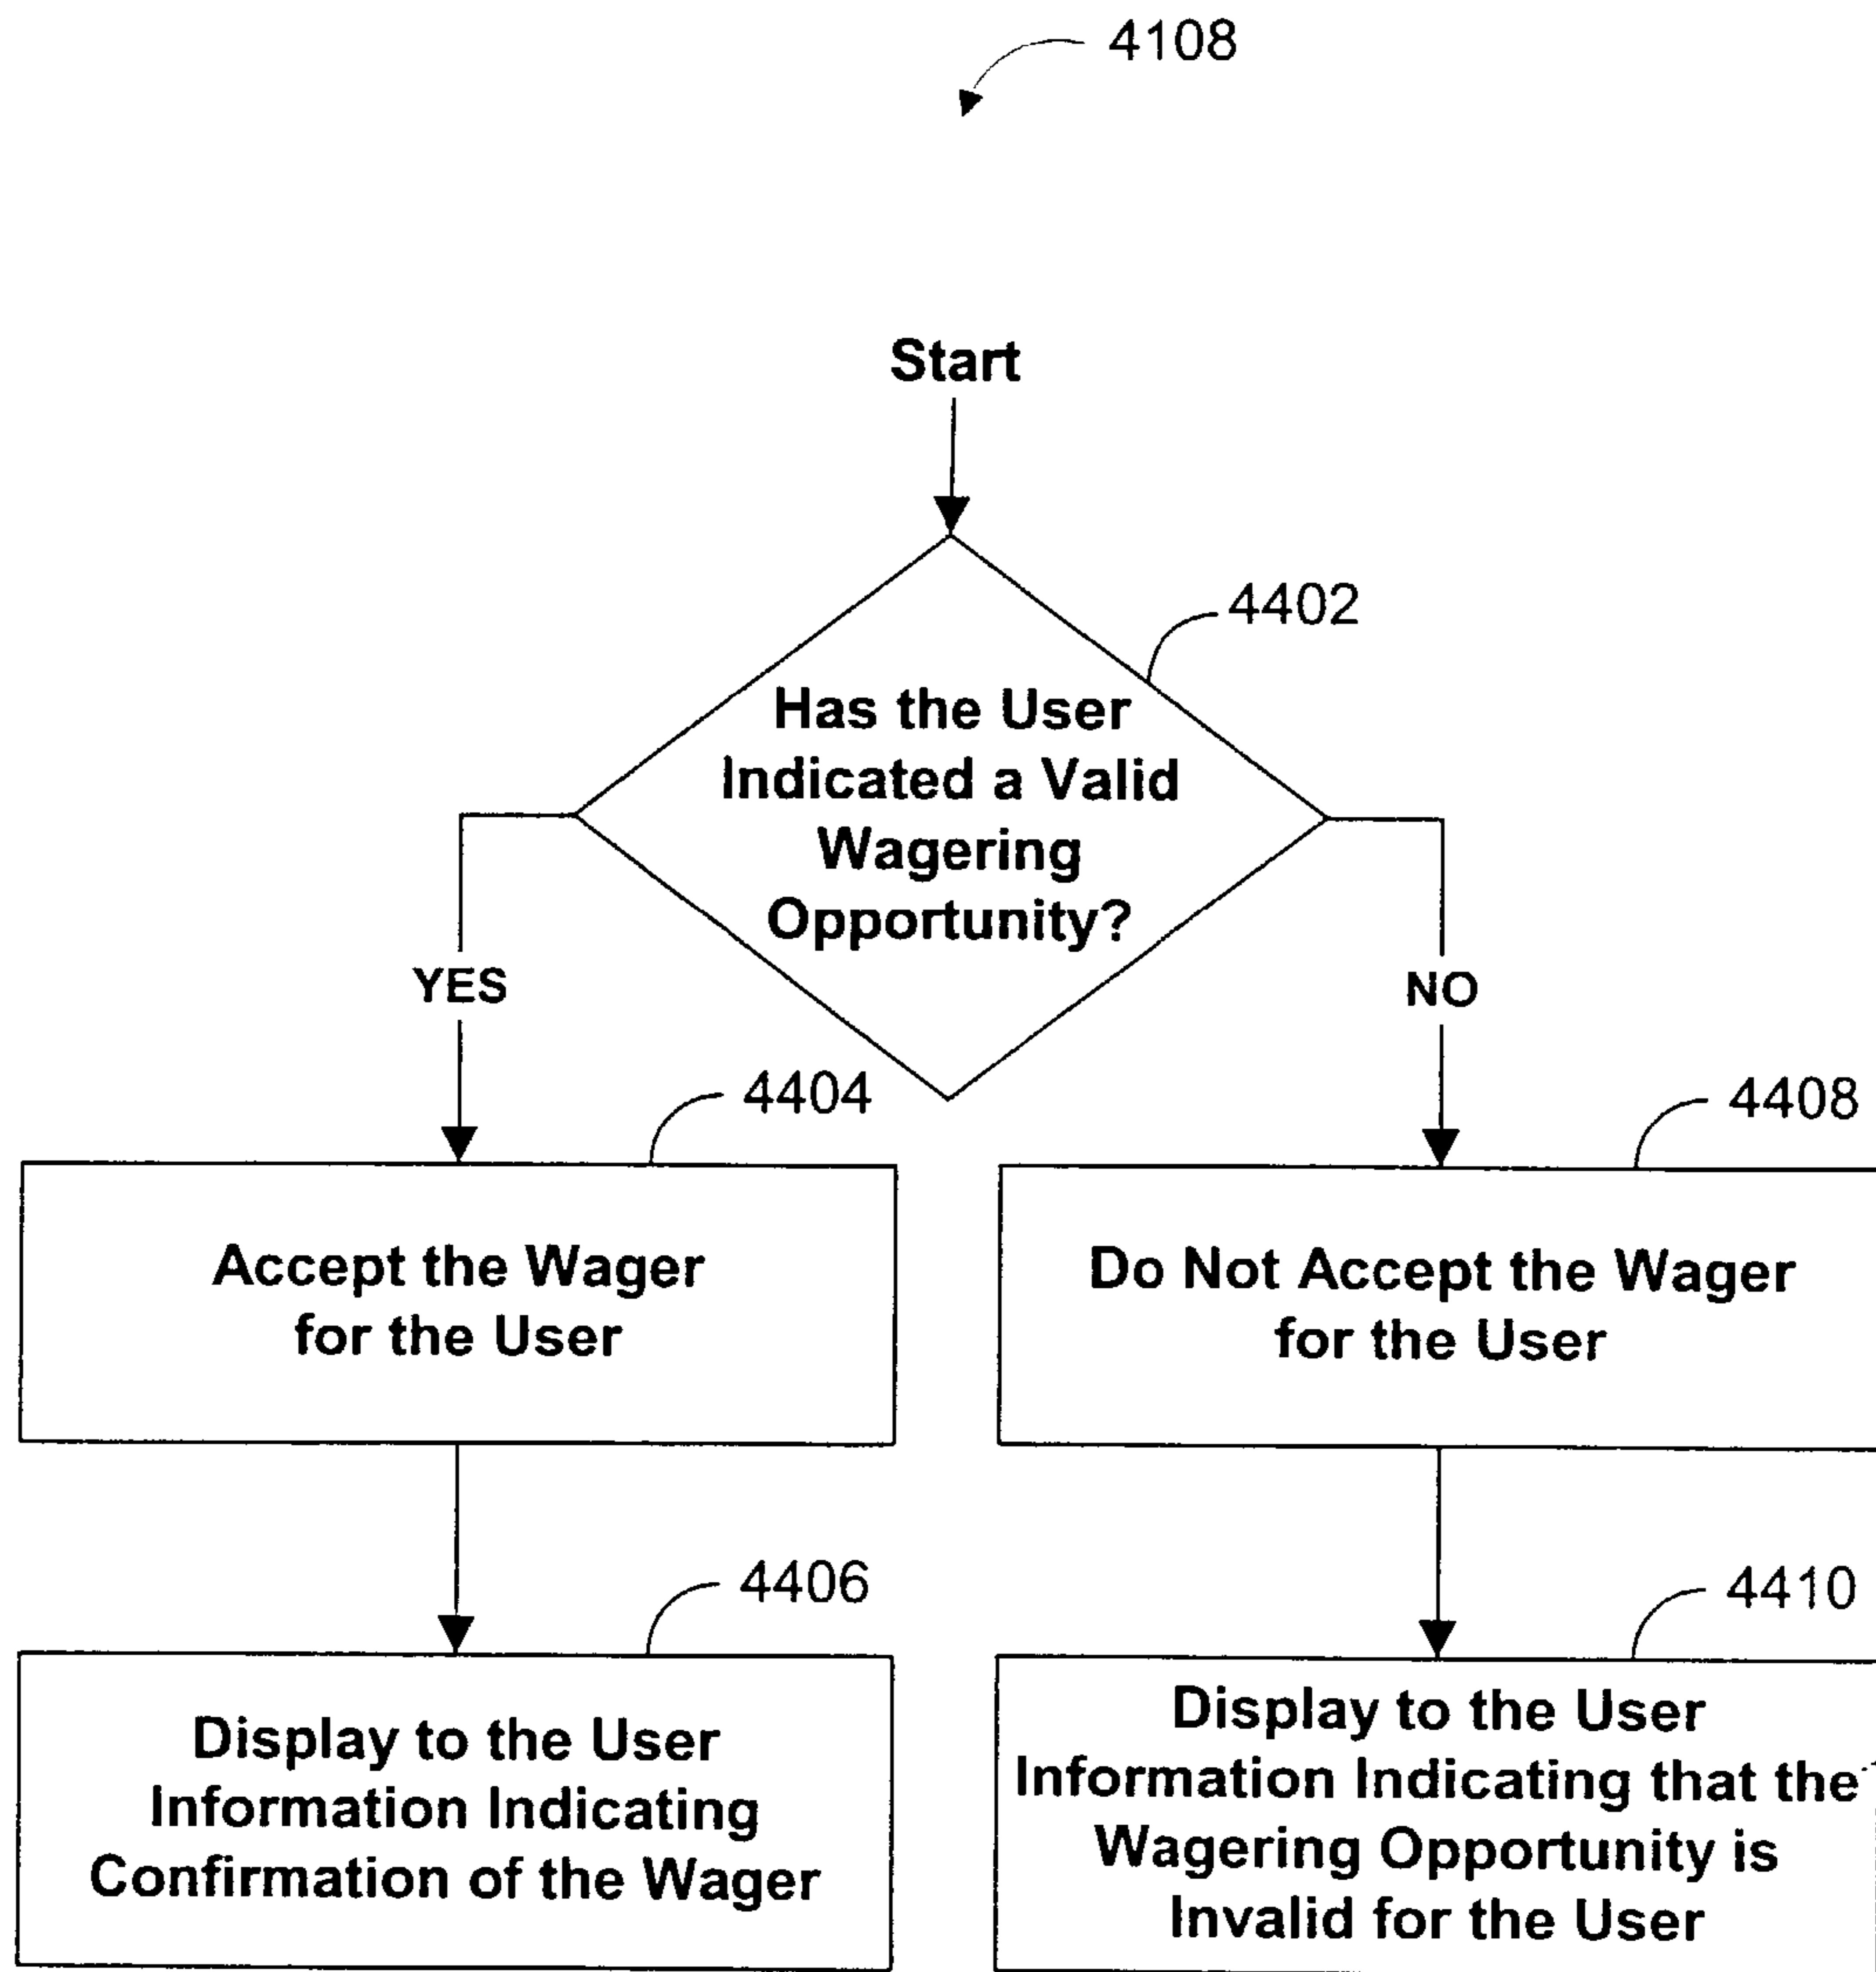 4108
Start
4402
Has the User
Indicated a Valid
Wagering
Opportunity?
YES
NO
4404
4408
Accept the Wager
for the User
Do Not Accept the Wager
for the User
4406
4410
Display to the User
Information Indicating
Confirmation of the Wager
Display to the User
Information Indicating that the
Wagering Opportunity is
Invalid for the User